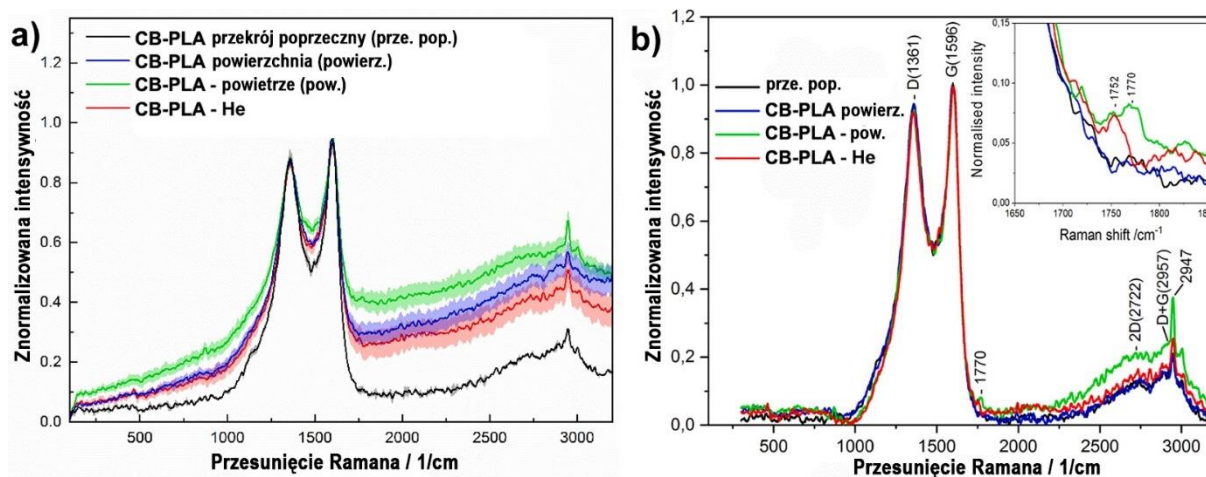 a)
CB-PLA przekrój poprzeczny (prze. pop.)
CB-PLA powierzchnia (powierz.)
CB-PLA - powietrze (pow.)
CB-PLA - He
Znormalizowana intensywność
1.2
1.0
0.8
0.6
0.4
0.2
0.0
500
1000
1500
2000
2500
3000
Przesunięcie Ramana / 1/cm
b)
prze. pop.
CB-PLA powierz.
CB-PLA - pow.
CB-PLA - He
Znormalizowana intensywność
1,2
1,0
0,8
0,6
0,4
0,2
0,0
- D(1361)
G(1596)
- 1770
- 2D(2722)
-D+G(2957)
2947
500
1000
1500
2000
2500
3000
Przesunięcie Ramana / 1/cm
Normalised intensity
0,15
0,10
0,05
0,00
1752
1770
1650
1700
1750
1800
Raman shift /cm-1